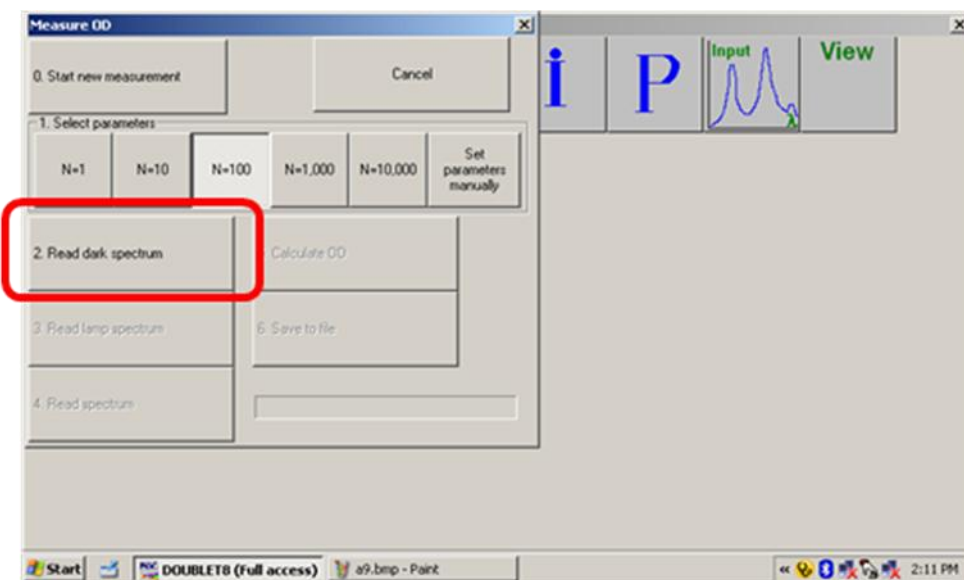 Measure OD
0. Start new measurement
Cancel
1. Select parameters
N=1
N=10
N=100
N=1,000
N=10,000
Set
parameters
manually
2. Read dark spectrum
Calculate OD
3. Read lamp spectrum
6. Save to file
4. Read spectrum
i
P
Input
λ
View
Start
DOUBLET8 (Full access)
a9.bmp - Paint
«
2:11 PM